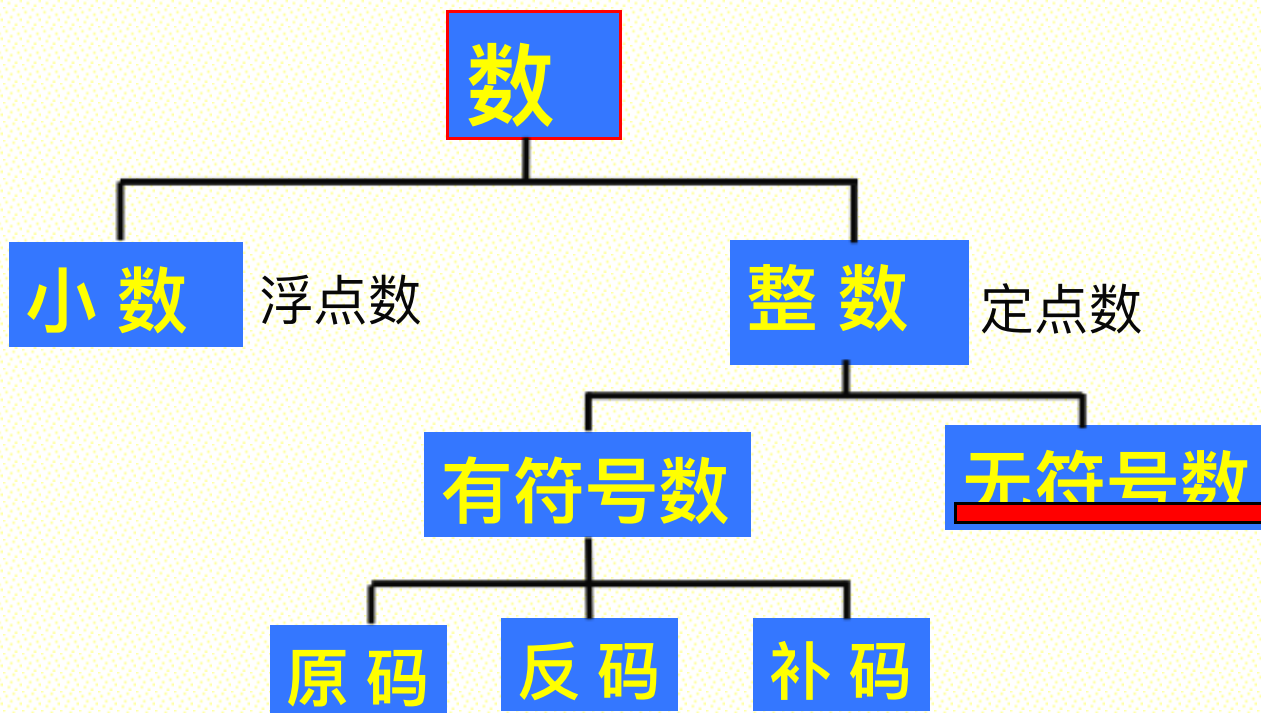 数
小 数
浮点数
整 数
定点数
有符号数
无符号数
原 码
反 码
补 码